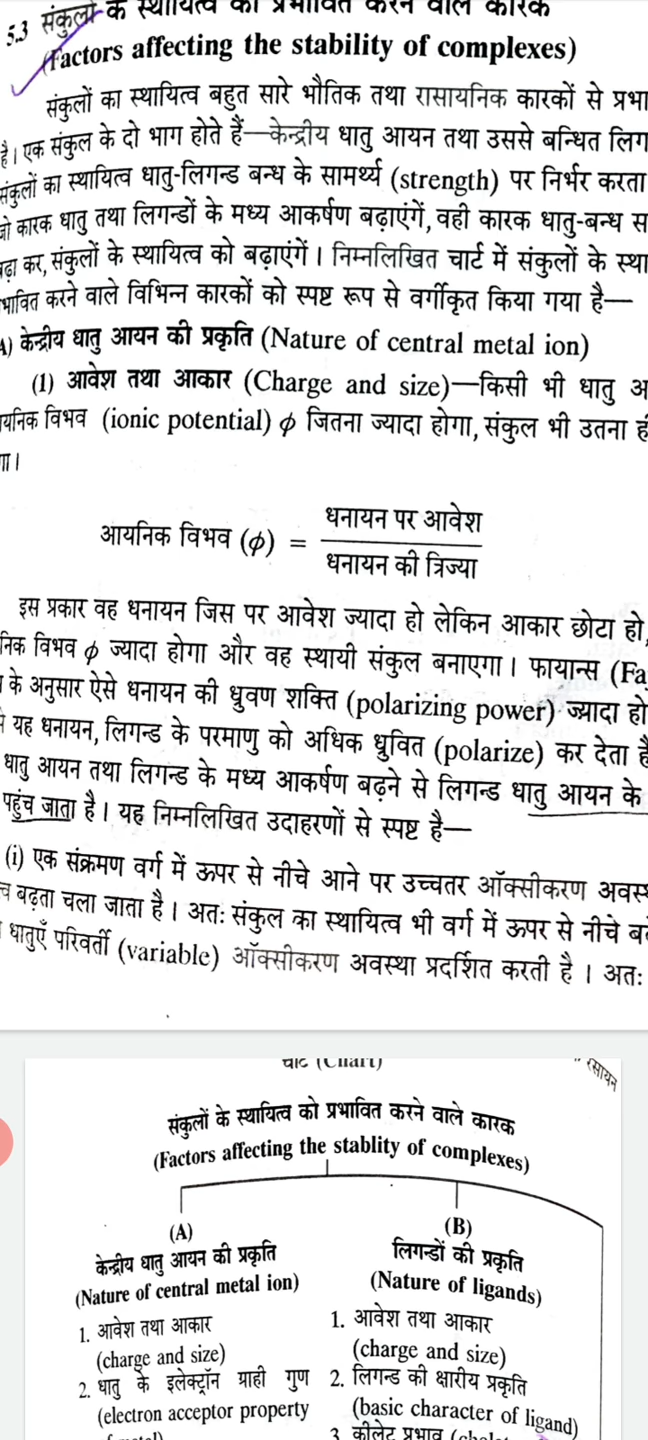 5.3 संकुलों के स्थायित्व को प्रभावित करने वाले कारक
(Factors affecting the stability of complexes)
संकुलों का स्थायित्व बहुत सारे भौतिक तथा रासायनिक कारकों से प्रभा
है। एक संकुल के दो भाग होते हैं—केन्द्रीय धातु आयन तथा उससे बन्धित लिग
संकुलों का स्थायित्व धातु-लिगन्ड बन्ध के सामर्थ्य (strength) पर निर्भर करता
जो कारक धातु तथा लिगन्डों के मध्य आकर्षण बढ़ाएंगें, वही कारक धातु-बन्ध स
बढ़ा कर, संकुलों के स्थायित्व को बढ़ाएंगें। निम्नलिखित चार्ट में संकुलों के स्था
भावित करने वाले विभिन्न कारकों को स्पष्ट रूप से वर्गीकृत किया गया है—
A) केन्द्रीय धातु आयन की प्रकृति (Nature of central metal ion)
(1) आवेश तथा आकार (Charge and size)—किसी भी धातु अ
यनिक विभव (ionic potential) ϕ जितना ज्यादा होगा, संकुल भी उतना ह
गा।
आयनिक विभव (ϕ) = धनायन पर आवेश
धनायन की त्रिज्या
इस प्रकार वह धनायन जिस पर आवेश ज्यादा हो लेकिन आकार छोटा हो,
निक विभव ϕ ज्यादा होगा और वह स्थायी संकुल बनाएगा। फायान्स (Fa
के अनुसार ऐसे धनायन की ध्रुवण शक्ति (polarizing power) ज्यादा हो
यह धनायन, लिगन्ड के परमाणु को अधिक ध्रुवित (polarize) कर देता है
धातु आयन तथा लिगन्ड के मध्य आकर्षण बढ़ने से लिगन्ड धातु आयन के
पहुंच जाता है। यह निम्नलिखित उदाहरणों से स्पष्ट है—
(i) एक संक्रमण वर्ग में ऊपर से नीचे आने पर उच्चतर ऑक्सीकरण अवस्
च बढ़ता चला जाता है। अतः संकुल का स्थायित्व भी वर्ग में ऊपर से नीचे बढ
धातुएँ परिवर्ती (variable) ऑक्सीकरण अवस्था प्रदर्शित करती है। अतः
चार्ट (Chart)
रसायन
संकुलों के स्थायित्व को प्रभावित करने वाले कारक
(Factors affecting the stablity of complexes)
(A)
केन्द्रीय धातु आयन की प्रकृति
(Nature of central metal ion)
1. आवेश तथा आकार
(charge and size)
2. धातु के इलेक्ट्रॉन ग्राही गुण
(electron acceptor property
of metal)
(B)
लिगन्डों की प्रकृति
(Nature of ligands)
1. आवेश तथा आकार
(charge and size)
2. लिगन्ड की क्षारीय प्रकृति
(basic character of ligand)
3. कीलेट प्रभाव